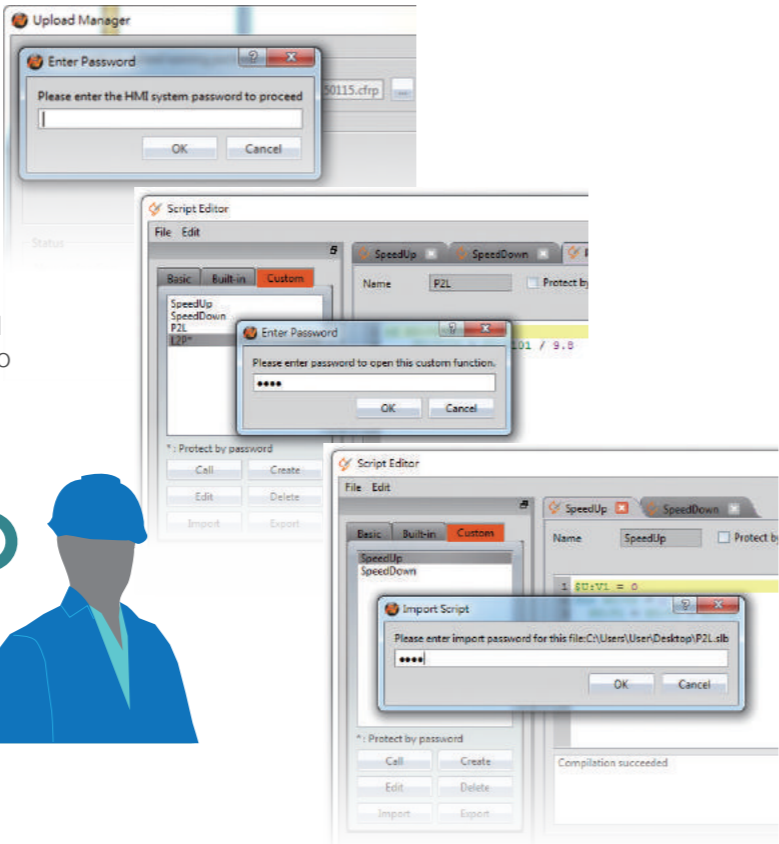 Upload Manager
Enter Password
Please enter the HMI system password to proceed
50115.cfrp ...
OK Cancel
Status
Script Editor
File Edit
SpeedUp SpeedDown
Basic Built-in Custom
Name P2L Protect by
SpeedUp
SpeedDown
P2L
L2P*
Enter Password
101 / 9.8
Please enter password to open this custom function.
••••
OK Cancel
* : Protect by password
Call Create
Edit Delete
Import Export
Script Editor
File Edit
SpeedUp SpeedDown
Basic Built-in Custom
Name SpeedUp Protect by
SpeedUp
SpeedDown
1 $U:V1 = 0
Import Script
Please enter import password for this file:C:\Users\User\Desktop\P2L.slb
••••
OK Cancel
* : Protect by password
Call Create
Edit Delete
Import Export
Compilation succeeded